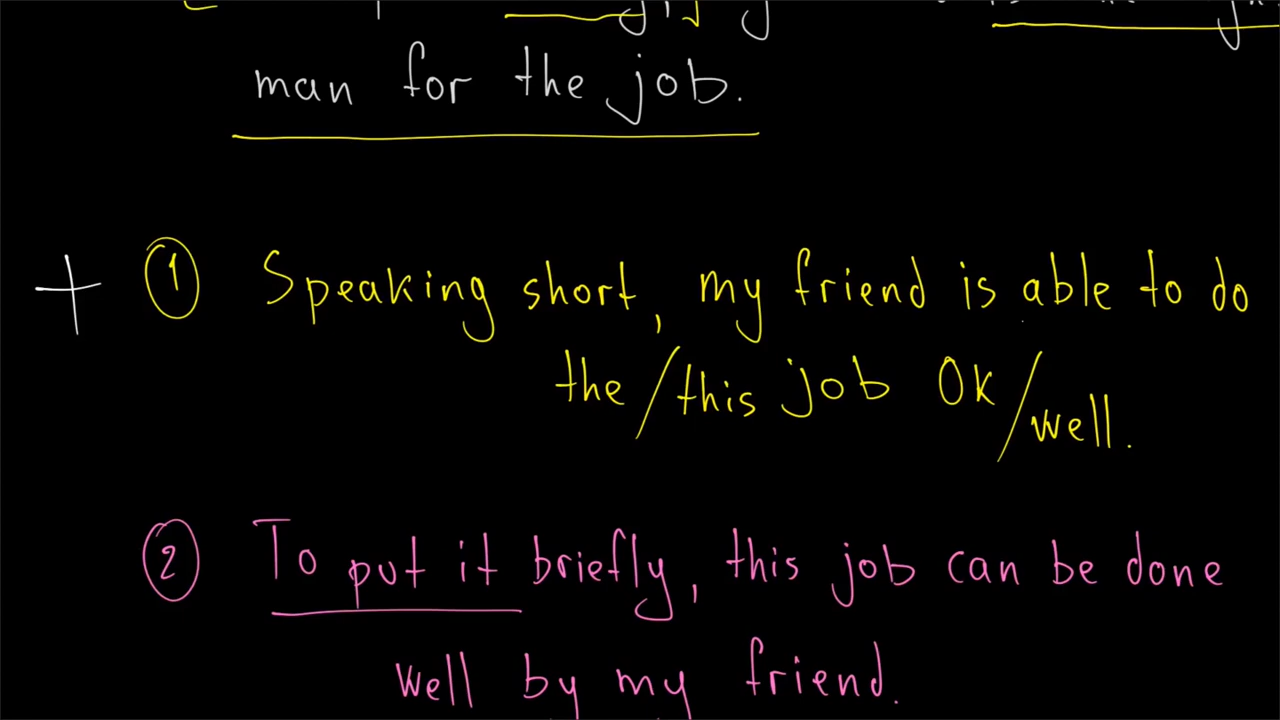 man for the job.
+ 1 Speaking short, my friend is able to do
the/this job OK/well.
2 To put it briefly, this job can be done
well by my friend.